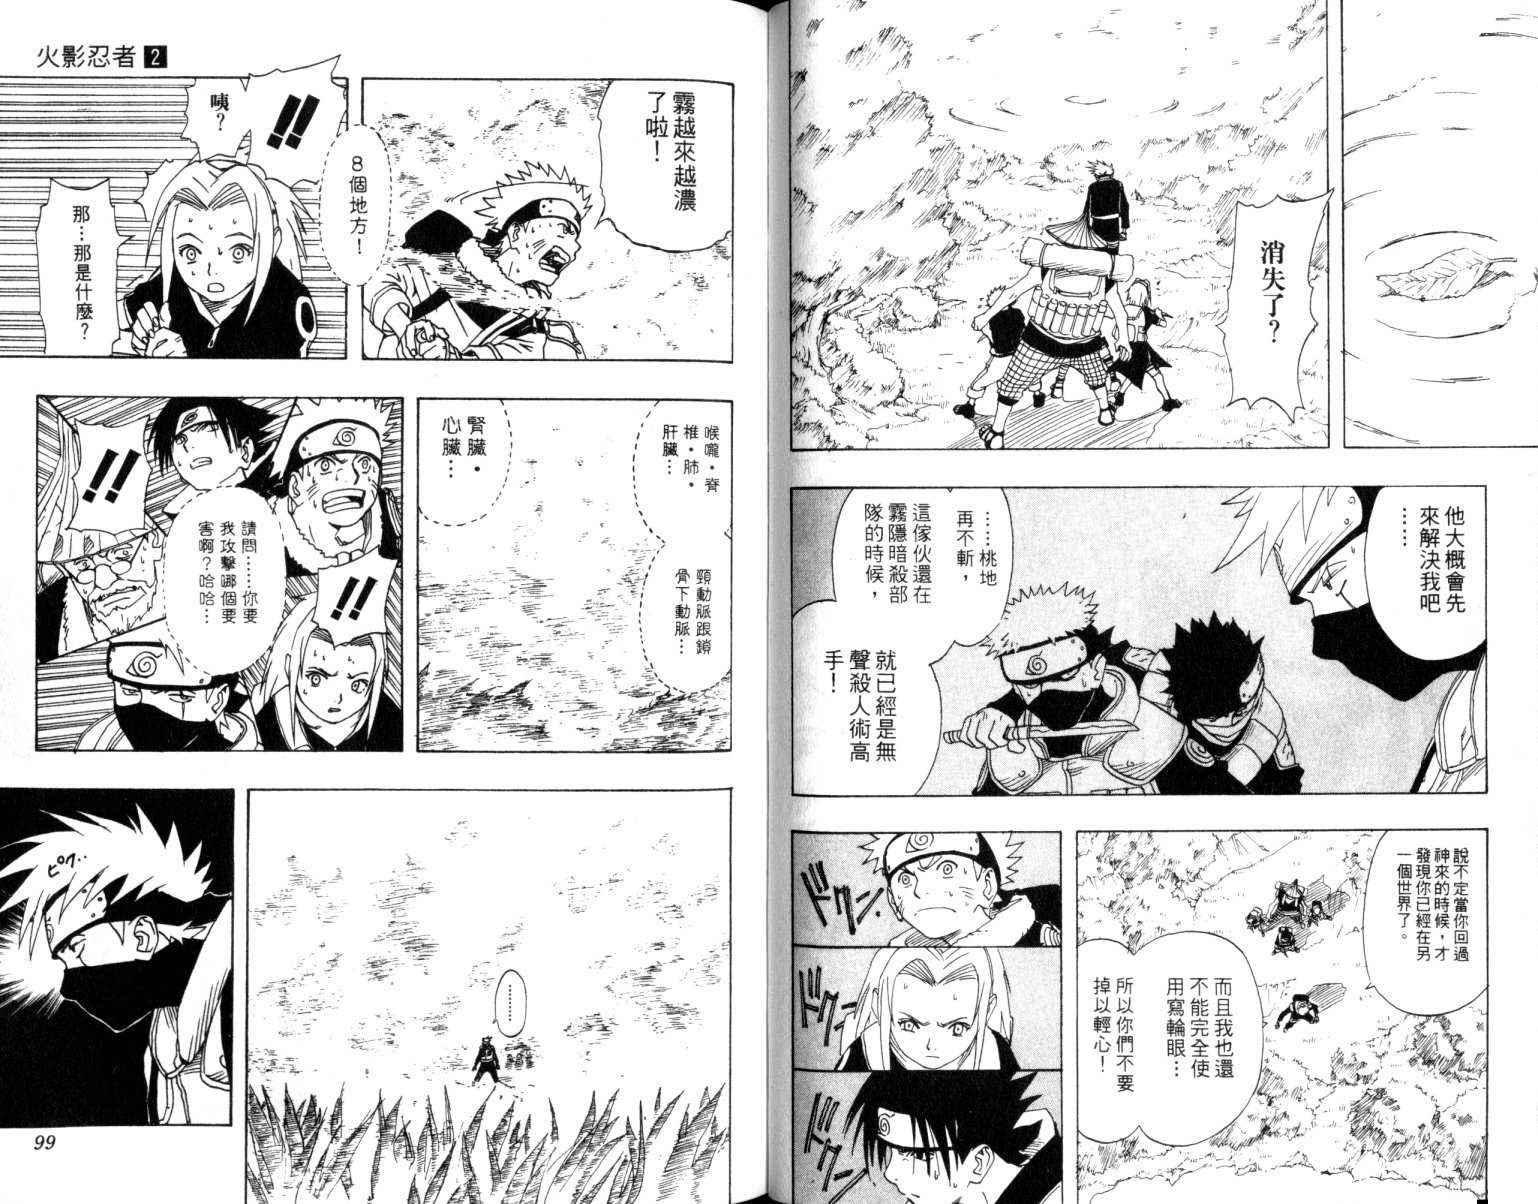 消失了？
他大概會先
來解決我吧
……
……桃地
再不斬，
這傢伙還在
霧隱暗殺部
隊的時候，
就已經是無
聲殺人術高
手！
說不定當你回過
神來的時候，才
發現你已經在另
一個世界了。
而且我也還
不能完全使
用寫輪眼…
所以你們不要
掉以輕心！
ドドン
ドドン
ドドン
火影忍者 2
霧越來越濃
了啦！
8個地方！
!!
咦？
那…那是什麼？
喉嚨・脊
椎・肺・
肝臟…
頸動脈跟鎖
骨下動脈…
腎臟・
心臟…
!!
!!
請問……你要
我攻擊哪個要
害啊？哈哈…
………
ピク‥
99